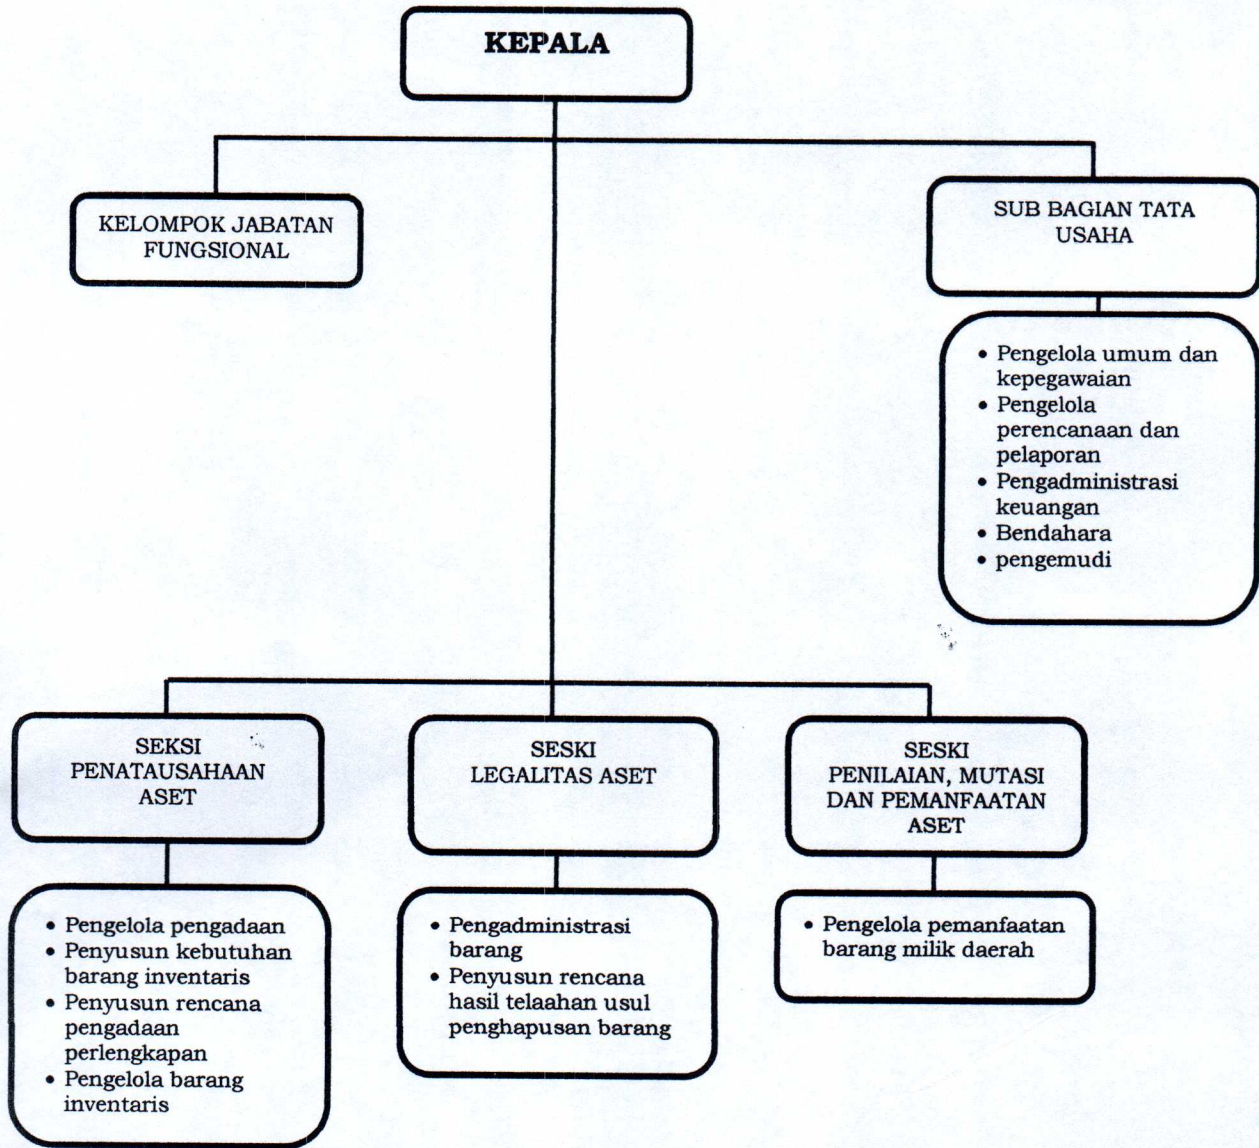 KEPALA
KELOMPOK JABATAN
FUNGSIONAL
SUB BAGIAN TATA
USAHA
• Pengelola umum dan
kepegawaian
• Pengelola
perencanaan dan
pelaporan
• Pengadministrasi
keuangan
• Bendahara
• pengemudi
SEKSI
PENATAUSAHAAN
ASET
SESKI
LEGALITAS ASET
SESKI
PENILAIAN, MUTASI
DAN PEMANFAATAN
ASET
• Pengelola pengadaan
• Penyusun kebutuhan
barang inventaris
• Penyusun rencana
pengadaan
perlengkapan
• Pengelola barang
inventaris
• Pengadministrasi
barang
• Penyusun rencana
hasil telaahan usul
penghapusan barang
• Pengelola pemanfaatan
barang milik daerah